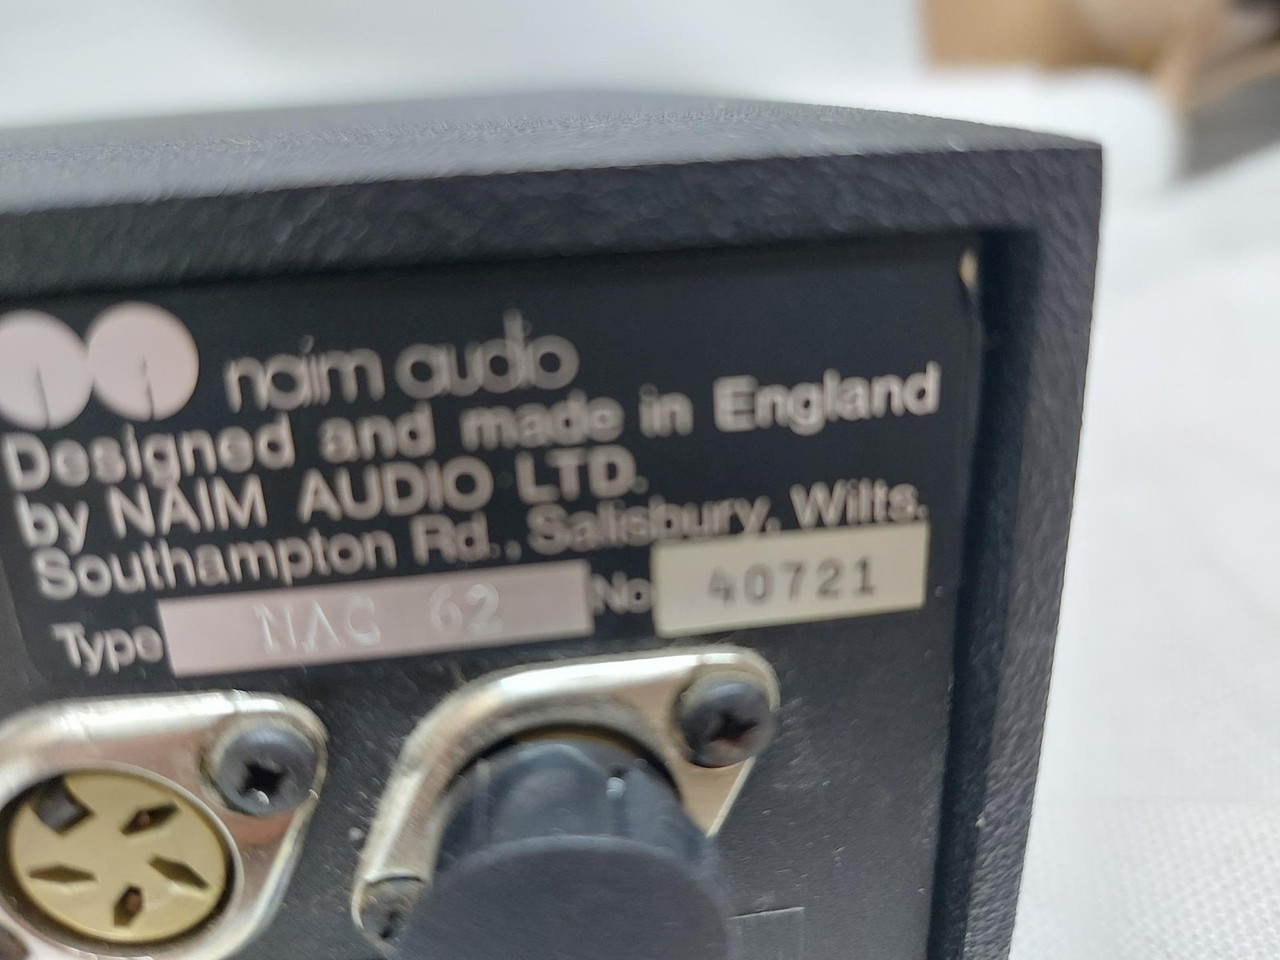 naim audio
Designed and made in England
by NAIM AUDIO LTD.
Southampton Rd., Salisbury, Wilts.
Type NAC 62 No 40721